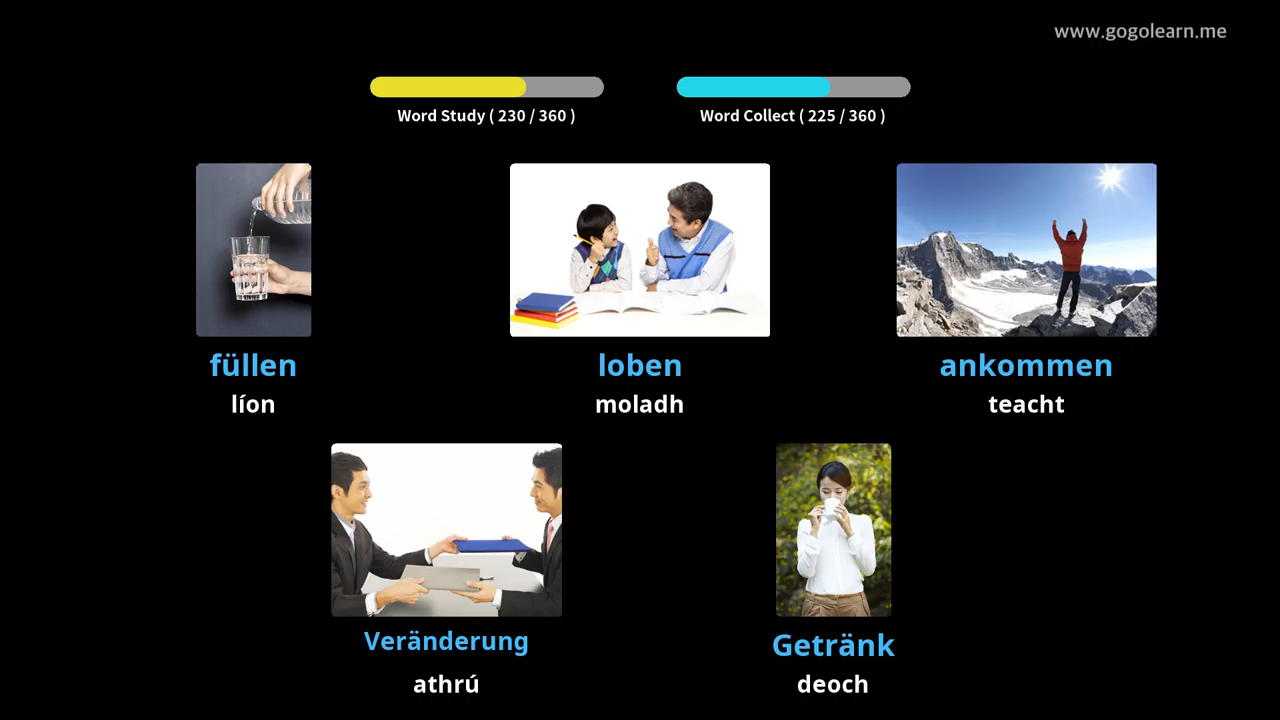 www.gogolearn.me
Word Study ( 230 / 360 )
Word Collect ( 225 / 360 )
füllen
loben
ankommen
líon
moladh
teacht
Veränderung
Getränk
athrú
deoch